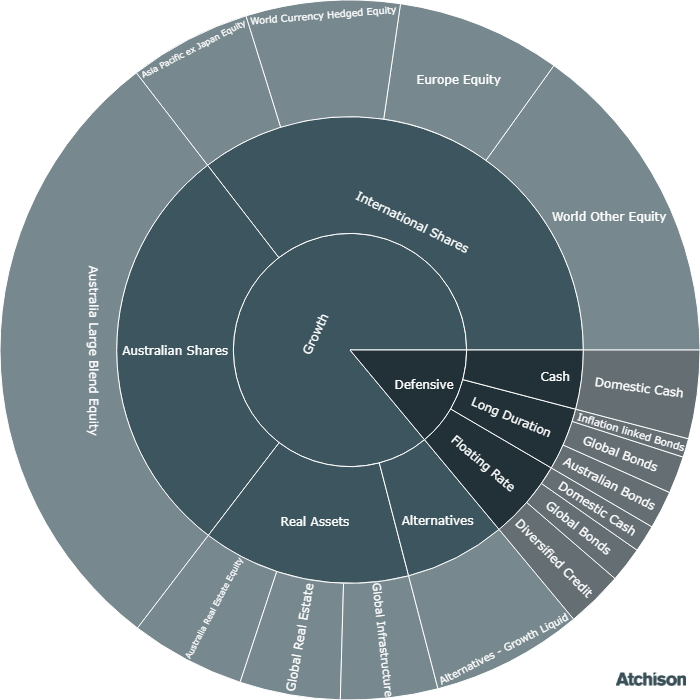 Asia Pacific ex Japan Equity
World Currency Hedged Equity
Europe Equity
World Other Equity
International Shares
Australia Large Blend Equity
Australian Shares
Growth
Defensive
Cash
Domestic Cash
Long Duration
Inflation linked Bonds
Global Bonds
Australian Bonds
Floating Rate
Domestic Cash
Global Bonds
Diversified Credit
Real Assets
Alternatives
Australia Real Estate Equity
Global Real Estate
Global Infrastructure
Alternatives - Growth Liquid
Atchison